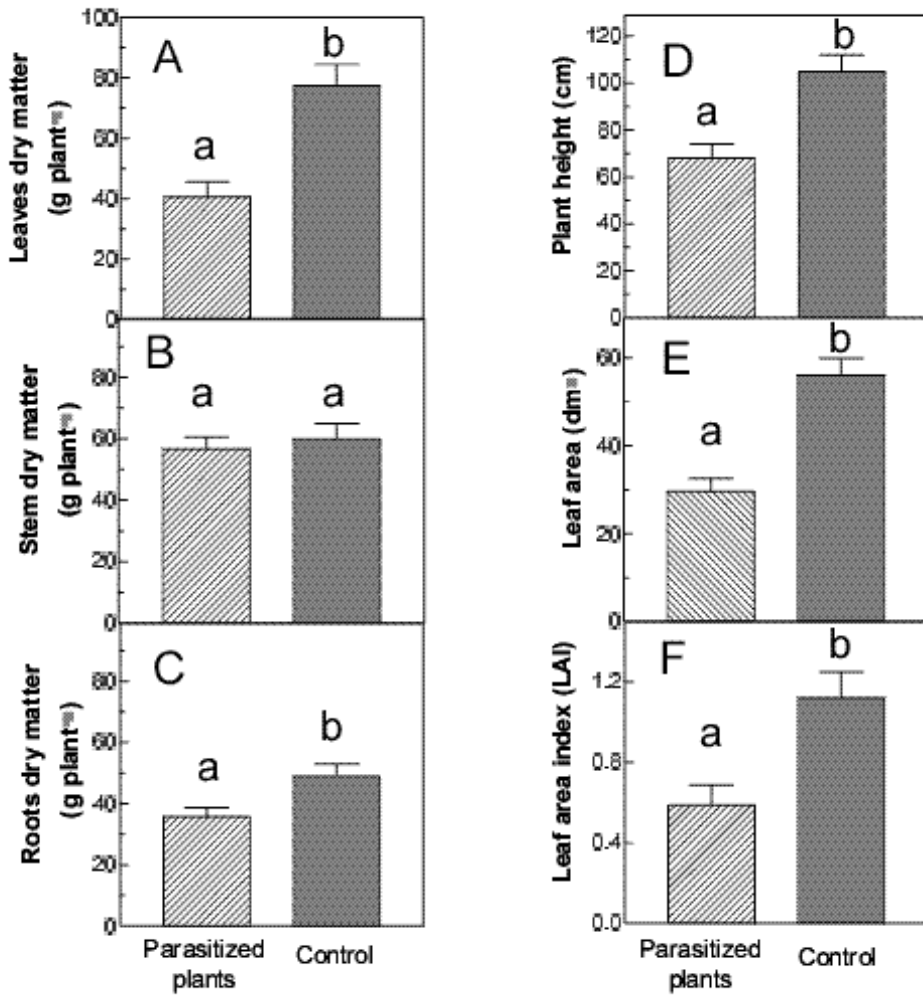 A
Leaves dry matter
(g plant
100
80
60
40
20
0
a
b
B
Stem dry matter
(g plant
80
60
40
20
0
a
a
C
Roots dry matter
(g plant
80
60
40
20
0
a
b
Parasitized
plants
Control
D
Plant height (cm)
120
100
80
60
40
20
0
a
b
E
Leaf area (dm
60
40
20
0
a
b
F
Leaf area index (LAI)
1.2
0.8
0.4
0.0
a
b
Parasitized
plants
Control